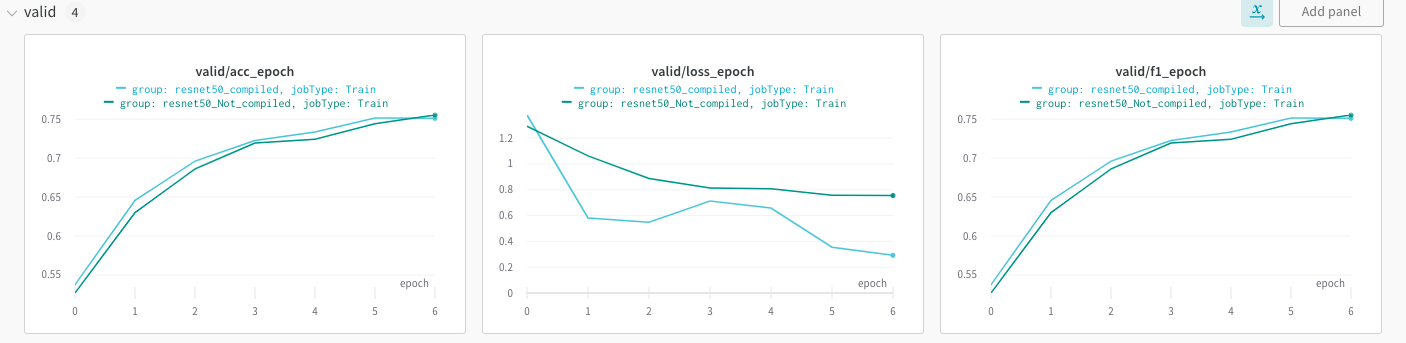 valid 4
Add panel
valid/acc_epoch
group: resnet50_compiled, jobType: Train
group: resnet50_Not_compiled, jobType: Train
0.75
0.7
0.65
0.6
0.55
epoch
0 1 2 3 4 5 6
valid/loss_epoch
group: resnet50_compiled, jobType: Train
group: resnet50_Not_compiled, jobType: Train
1.2
1
0.8
0.6
0.4
0.2
0
epoch
0 1 2 3 4 5 6
valid/f1_epoch
group: resnet50_compiled, jobType: Train
group: resnet50_Not_compiled, jobType: Train
0.75
0.7
0.65
0.6
0.55
epoch
0 1 2 3 4 5 6